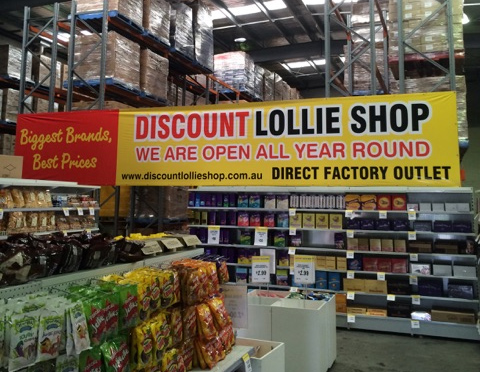 Biggest Brands,
Best Prices
DISCOUNT LOLLIE SHOP
WE ARE OPEN ALL YEAR ROUND
www.discountlollieshop.com.au DIRECT FACTORY OUTLET